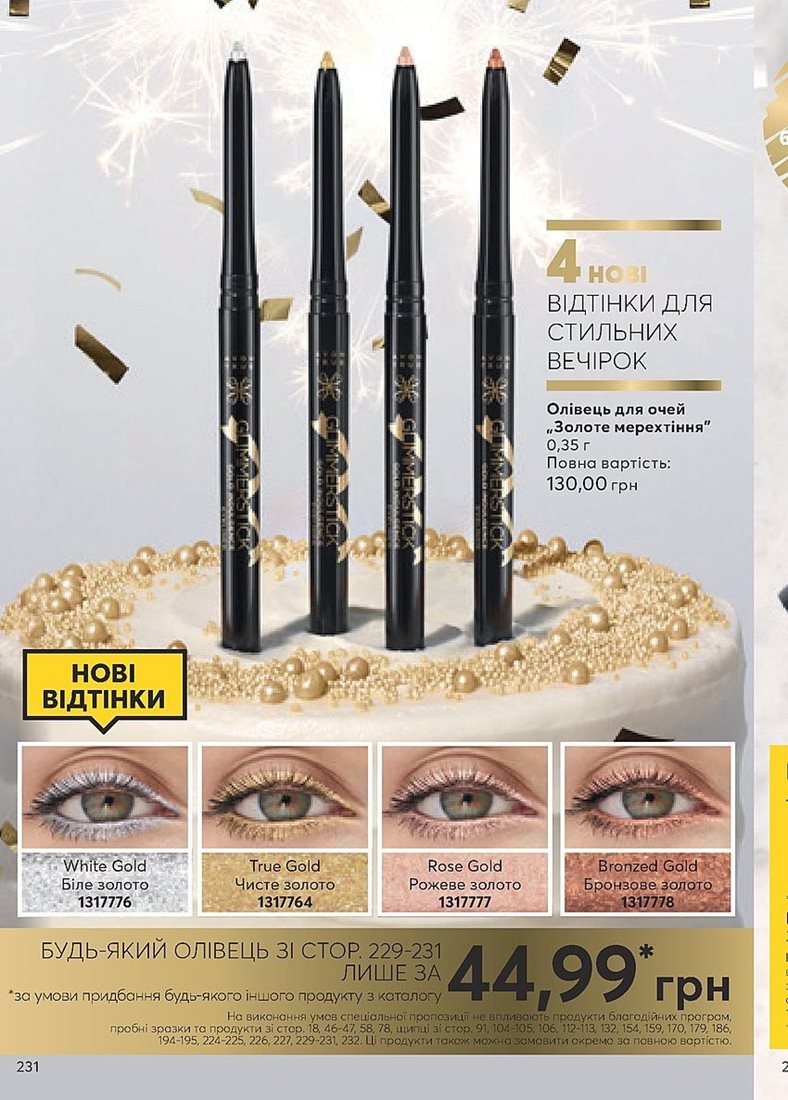 4 НОВІ
ВІДТІНКИ ДЛЯ
СТИЛЬНИХ
ВЕЧІРОК
Олівець для очей
„Золоте мерехтіння”
0,35 г
Повна вартість:
130,00 грн
GLIMMERSTICK
GLIMMERSTICK
GLIMMERSTICK
GLIMMERSTICK
НОВІ
ВІДТІНКИ
White Gold
Біле золото
1317776
True Gold
Чисте золото
1317764
Rose Gold
Рожеве золото
1317777
Bronzed Gold
Бронзове золото
1317778
БУДЬ-ЯКИЙ ОЛІВЕЦЬ ЗІ СТОР. 229-231
ЛИШЕ ЗА 44,99* грн
*за умови придбання будь-якого іншого продукту з каталогу
На виконання умов спеціальної пропозиції не впливають продукти благодійних програм,
пробні зразки та продукти зі стор. 18, 46-47, 58, 78, щипці зі стор. 91, 104-105, 106, 112-113, 132, 154, 159, 170, 179, 186,
194-195, 224-225, 226, 227, 229-231, 232. Ці продукти також можна замовити окремо за повною вартістю.
231